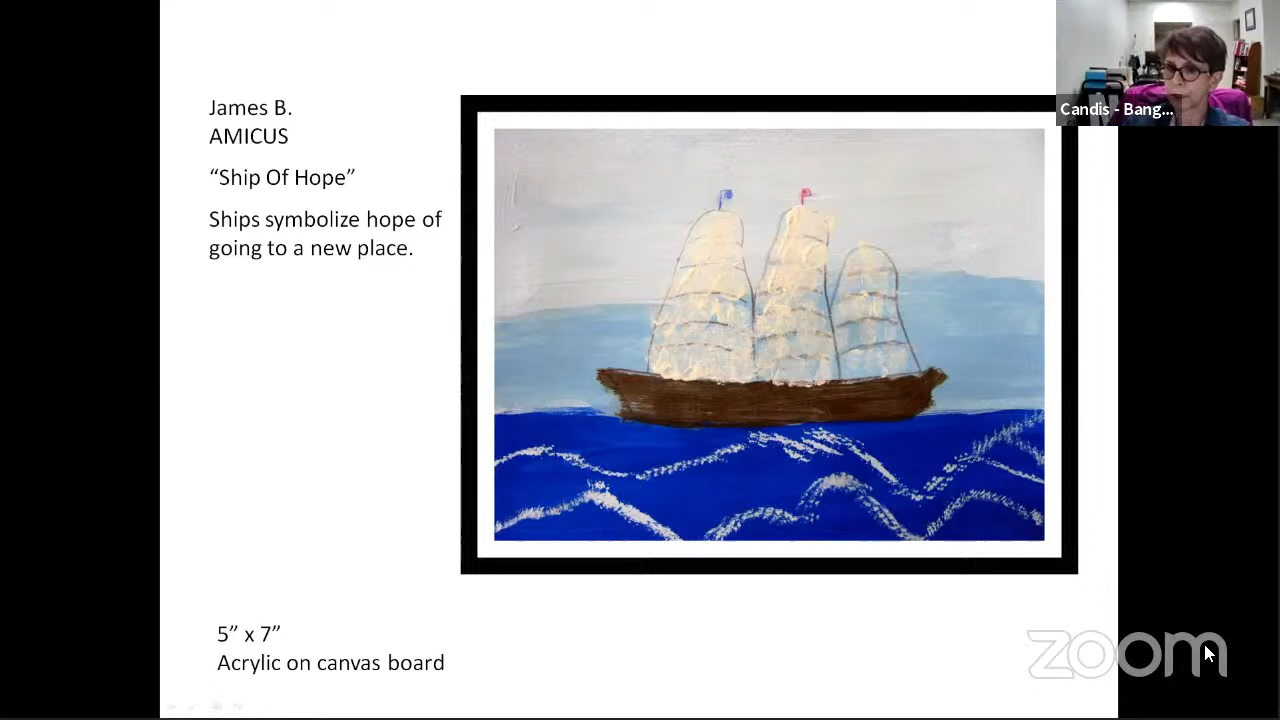 James B.
AMICUS
“Ship Of Hope”
Ships symbolize hope of
going to a new place.
5” x 7”
Acrylic on canvas board
Candis - Bang...
zoom